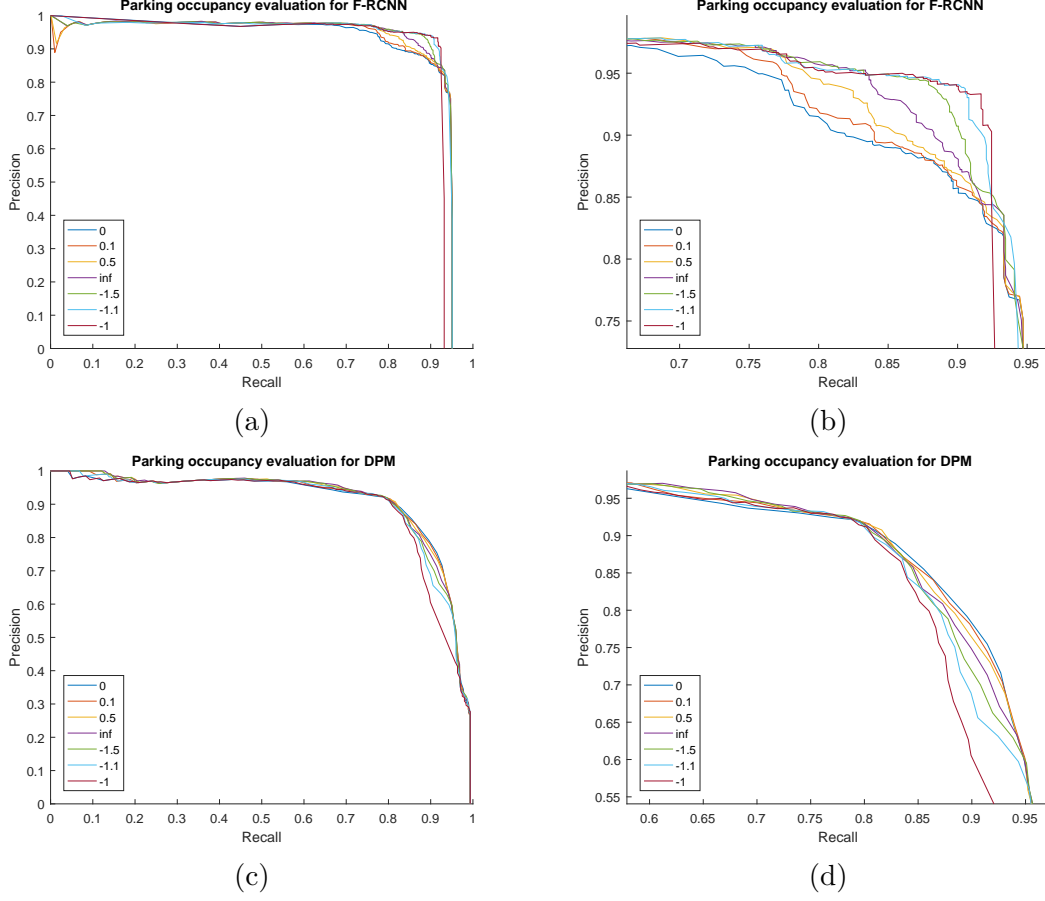 Parking occupancy evaluation for F-RCNN
1
0.9
0.8
0.7
0.6
0.5
0.4
0.3
0.2
0.1
0
Precision
0
0.1
0.5
inf
-1.5
-1.1
-1
0 0.1 0.2 0.3 0.4 0.5 0.6 0.7 0.8 0.9 1
Recall
(a)
Parking occupancy evaluation for F-RCNN
0.95
0.9
0.85
0.8
0.75
Precision
0
0.1
0.5
inf
-1.5
-1.1
-1
0.7 0.75 0.8 0.85 0.9 0.95
Recall
(b)
Parking occupancy evaluation for DPM
1
0.9
0.8
0.7
0.6
0.5
0.4
0.3
0.2
0.1
0
Precision
0
0.1
0.5
inf
-1.5
-1.1
-1
0 0.1 0.2 0.3 0.4 0.5 0.6 0.7 0.8 0.9 1
Recall
(c)
Parking occupancy evaluation for DPM
0.95
0.9
0.85
0.8
0.75
0.7
0.65
0.6
0.55
Precision
0
0.1
0.5
inf
-1.5
-1.1
-1
0.6 0.65 0.7 0.75 0.8 0.85 0.9 0.95
Recall
(d)